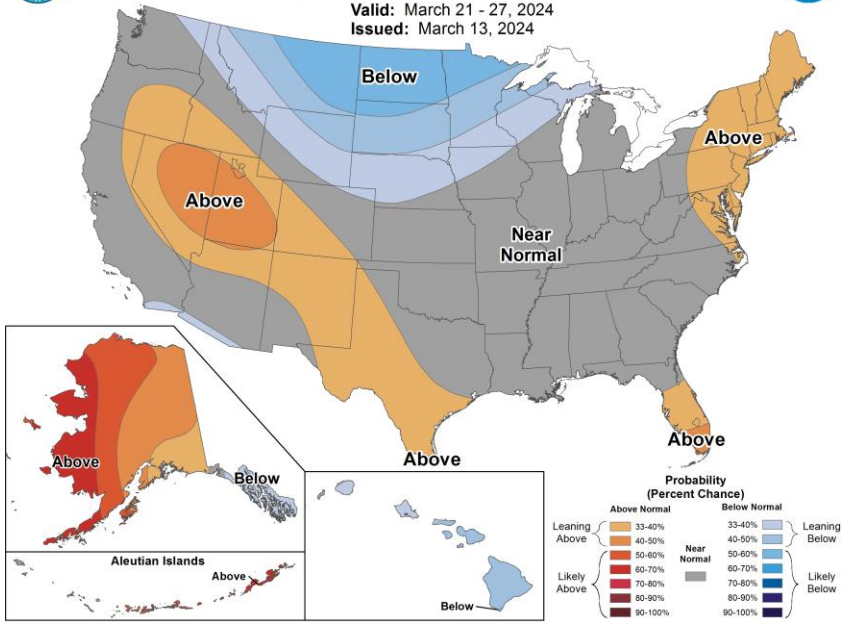 Valid: March 21 - 27, 2024
Issued: March 13, 2024
Below
Above
Above
Near
Normal
Above
Above
Above
Below
Aleutian Islands
Above
Below
Probability
(Percent Chance)
Above Normal
Below Normal
Leaning
Above
33-40%
40-50%
Likely
Above
50-60%
60-70%
70-80%
80-90%
90-100%
Near
Normal
33-40%
40-50%
Leaning
Below
50-60%
60-70%
70-80%
80-90%
90-100%
Likely
Below